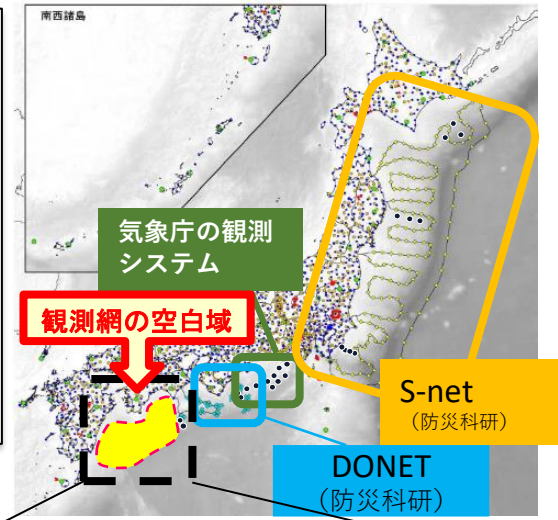 南西諸島
気象庁の観測
システム
観測網の空白域
S-net
(防災科研)
DONET
(防災科研)